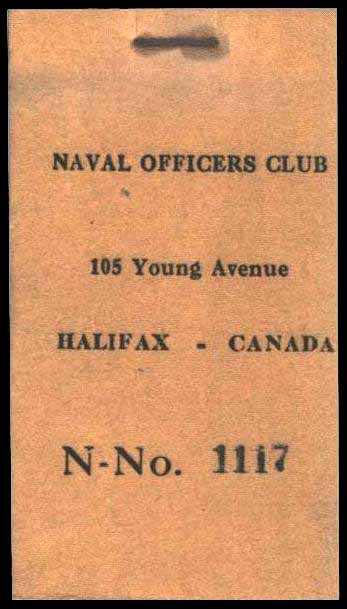 NAVAL OFFICERS CLUB
105 Young Avenue
HALIFAX - CANADA
N-No. 1117